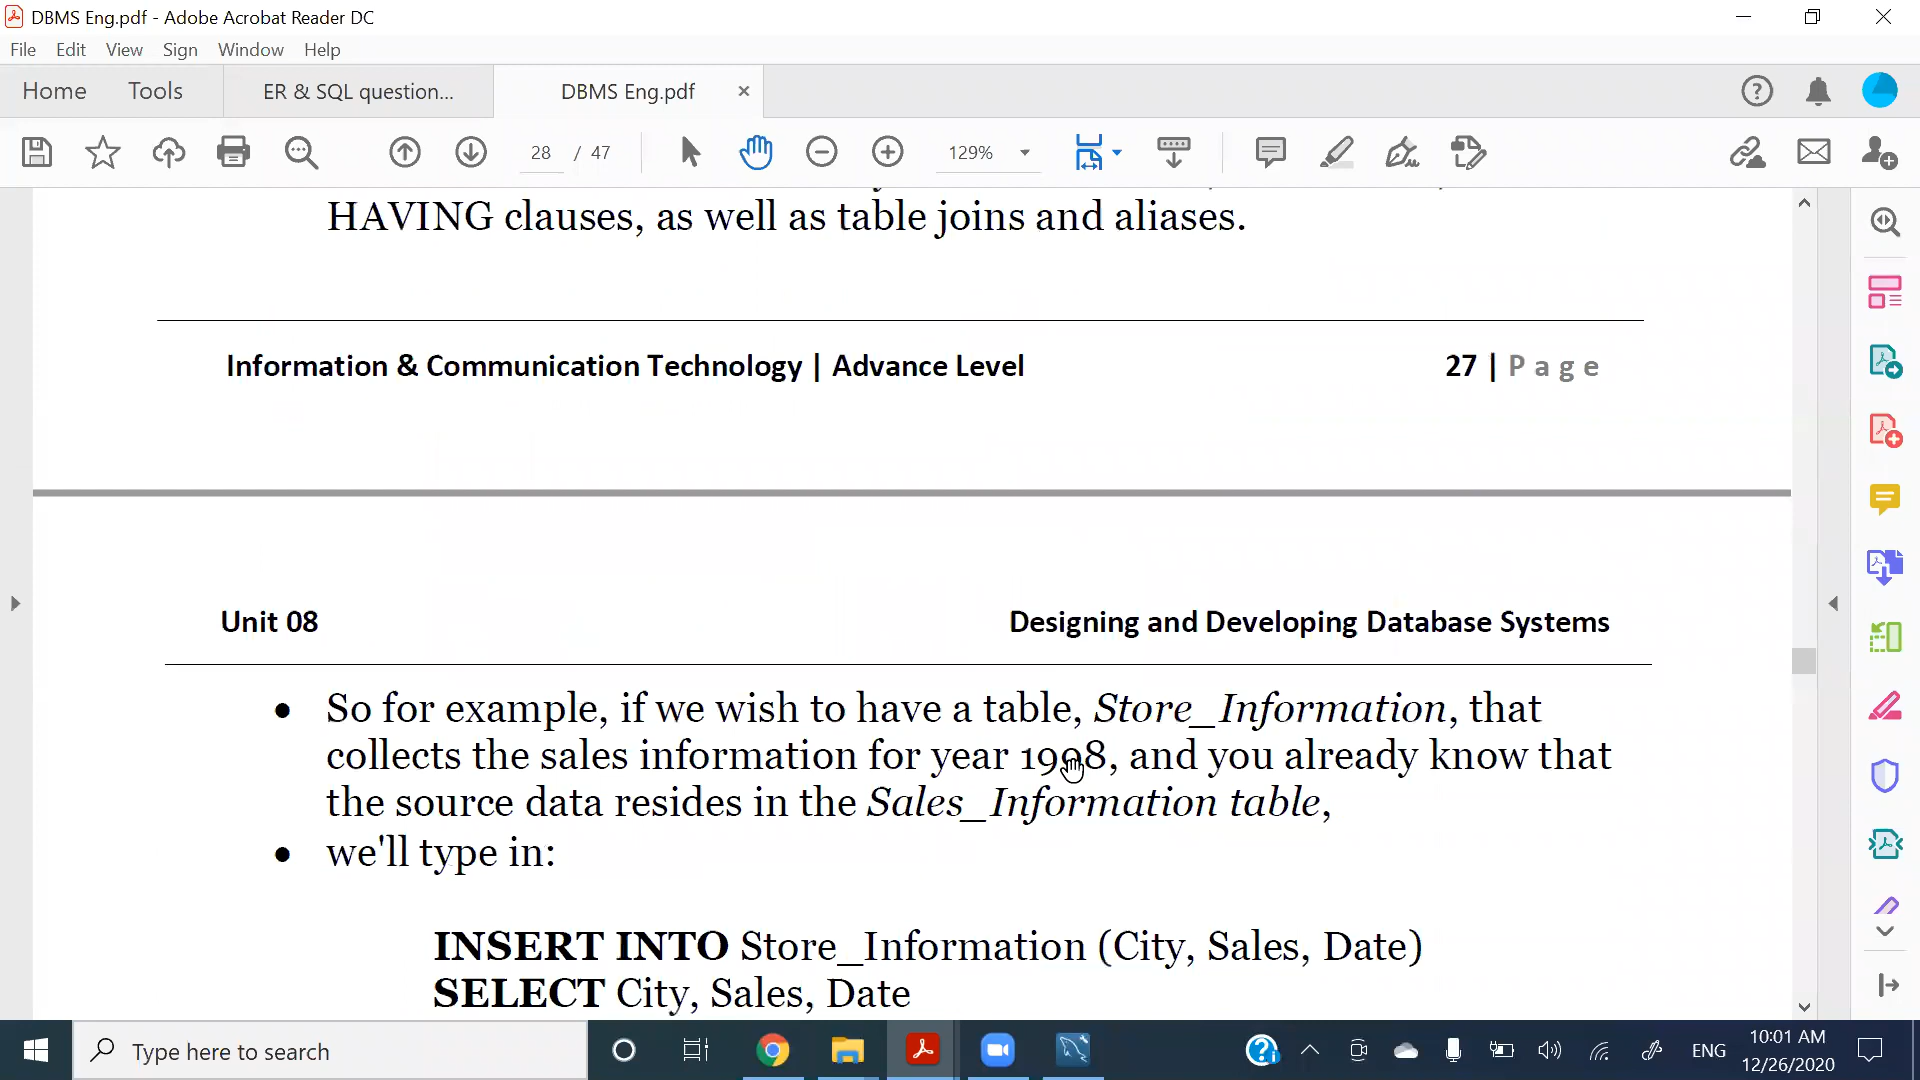 DBMS Eng.pdf - Adobe Acrobat Reader DC
File Edit View Sign Window Help
Home Tools ER & SQL question... DBMS Eng.pdf
28 / 47 129%
HAVING clauses, as well as table joins and aliases.
Information & Communication Technology | Advance Level 27 | P a g e
Unit 08 Designing and Developing Database Systems
• So for example, if we wish to have a table, Store_Information, that
collects the sales information for year 1998, and you already know that
the source data resides in the Sales_Information table,
• we'll type in:
INSERT INTO Store_Information (City, Sales, Date)
SELECT City, Sales, Date
Type here to search
ENG
10:01 AM
12/26/2020